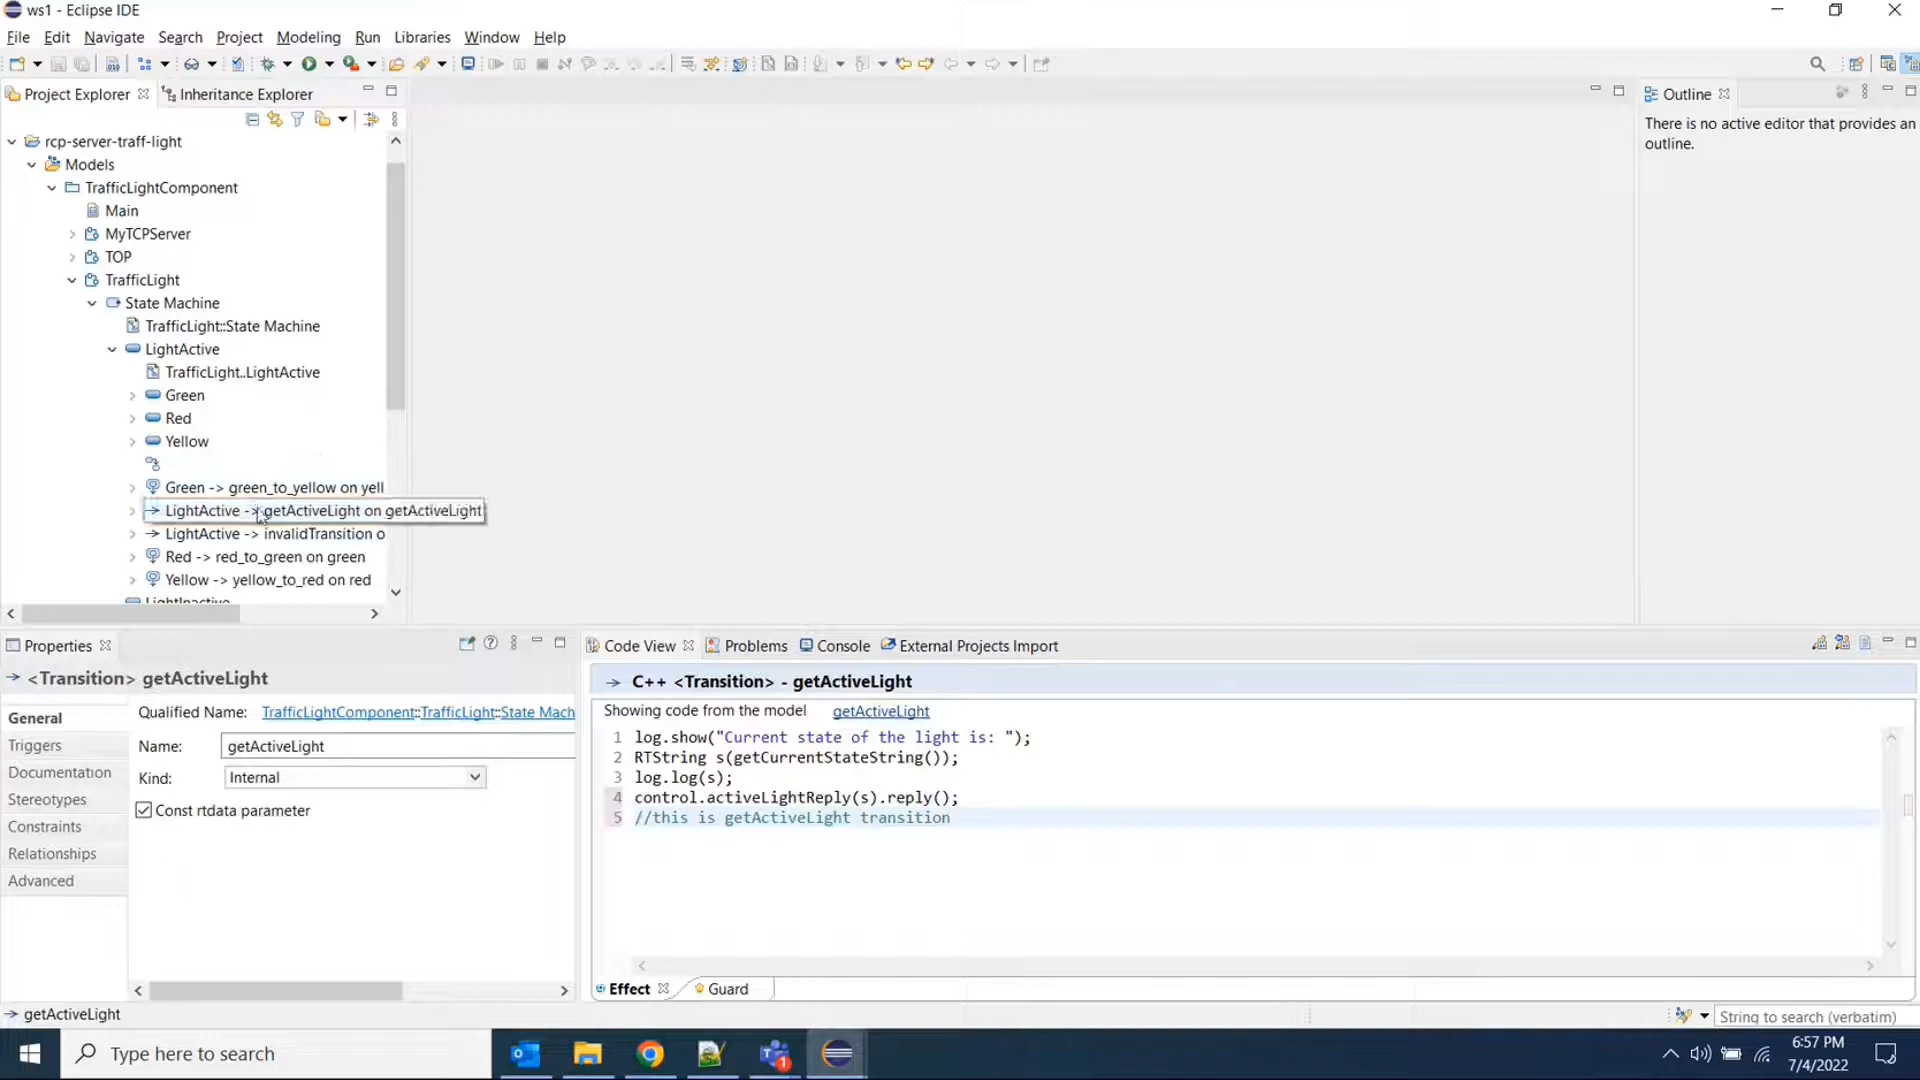 ws1 - Eclipse IDE
File Edit Navigate Search Project Modeling Run Libraries Window Help
Project Explorer Inheritance Explorer
Outline
There is no active editor that provides an
outline.
rcp-server-traff-light
Models
TrafficLightComponent
Main
MyTCPServer
TOP
TrafficLight
State Machine
TrafficLight::State Machine
LightActive
TrafficLight..LightActive
Green
Red
Yellow
Green -> green_to_yellow on yell
LightActive -> getActiveLight on getActiveLight
LightActive -> invalidTransition o
Red -> red_to_green on green
Yellow -> yellow_to_red on red
LightInactive
Properties
<Transition> getActiveLight
General
Triggers
Documentation
Stereotypes
Constraints
Relationships
Advanced
Qualified Name: TrafficLightComponent::TrafficLight::State Mach
Name: getActiveLight
Kind: Internal
Const rtdata parameter
Code View Problems Console External Projects Import
C++ <Transition> - getActiveLight
Showing code from the model getActiveLight
1 log.show("Current state of the light is: ");
2 RTString s(getCurrentStateString());
3 log.log(s);
4 control.activeLightReply(s).reply();
5 //this is getActiveLight transition
Effect Guard
getActiveLight
String to search (verbatim)
Type here to search
1
6:57 PM
7/4/2022